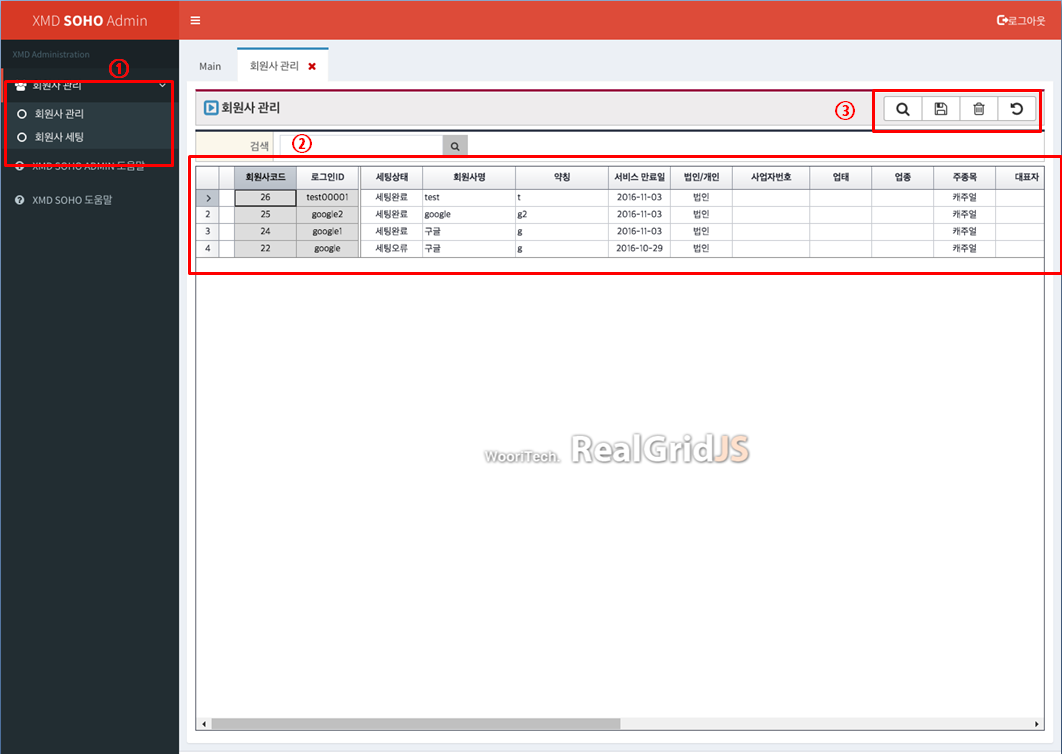 XMD SOHO Admin
로그아웃
XMD Administration
①
회원사 관리
회원사 관리
회원사 세팅
XMD SOHO ADMIN 도움말
XMD SOHO 도움말
Main 회원사 관리
회원사 관리
③
검색 ②
회원사코드 로그인ID 세팅상태 회원사명 약칭 서비스 만료일 법인/개인 사업자번호 업태 업종 주종목 대표자
26 test00001 세팅완료 test t 2016-11-03 법인 캐주얼
2 25 google2 세팅완료 google g2 2016-11-03 법인 캐주얼
3 24 google1 세팅완료 구글 g 2016-11-03 법인 캐주얼
4 22 google 세팅오류 구글 g 2016-10-29 법인 캐주얼
WooriTech. RealGridJS